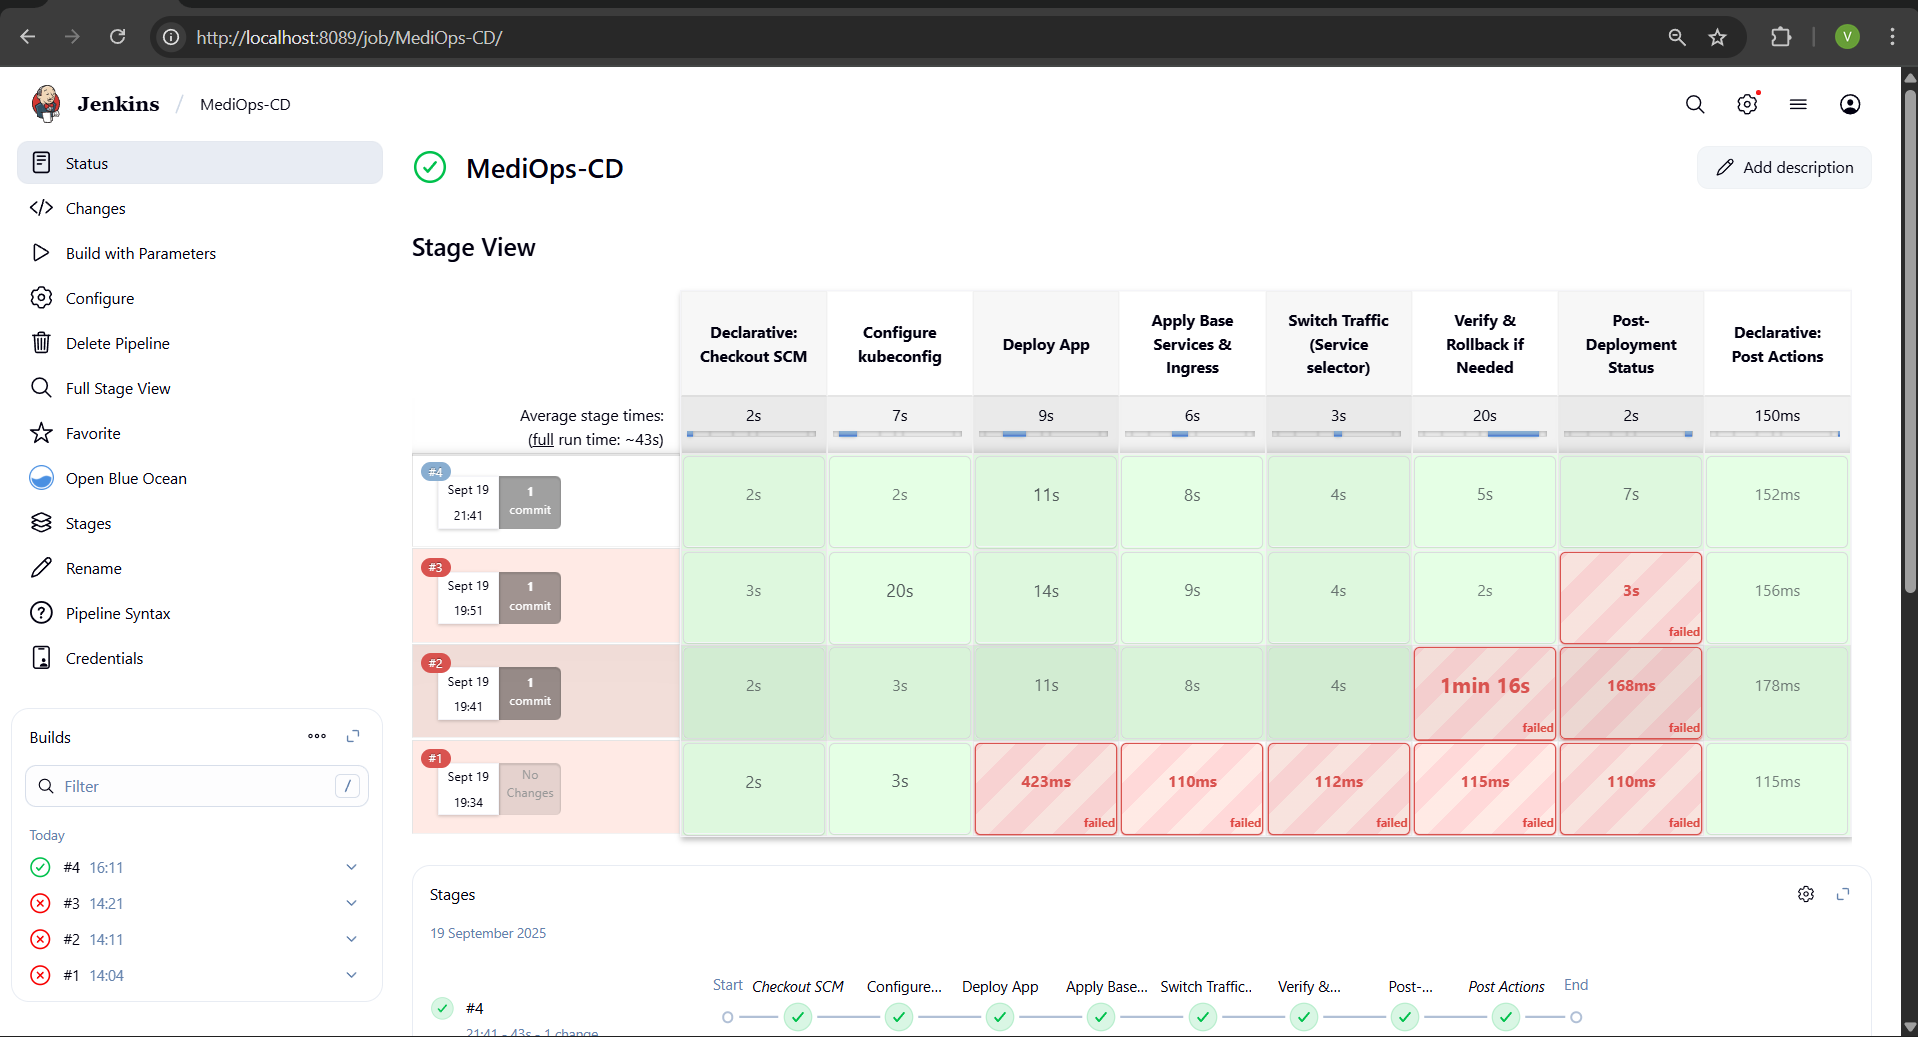 http://localhost:8089/job/MediOps-CD/
V
Jenkins / MediOps-CD
Status
Changes
Build with Parameters
Configure
Delete Pipeline
Full Stage View
Favorite
Open Blue Ocean
Stages
Rename
Pipeline Syntax
Credentials
Builds
Filter
/
Today
#4 16:11
#3 14:21
#2 14:11
#1 14:04
MediOps-CD
Add description
Stage View
Declarative: Checkout SCM
Configure kubeconfig
Deploy App
Apply Base Services & Ingress
Switch Traffic (Service selector)
Verify & Rollback if Needed
Post-Deployment Status
Declarative: Post Actions
Average stage times:
(full run time: ~43s)
2s 7s 9s 6s 3s 20s 2s 150ms
#4
Sept 19
21:41
1
commit
2s 2s 11s 8s 4s 5s 7s 152ms
#3
Sept 19
19:51
1
commit
3s 20s 14s 9s 4s 2s 3s 156ms
failed
#2
Sept 19
19:41
1
commit
2s 3s 11s 8s 4s 1min 16s 168ms 178ms
failed failed
#1
Sept 19
19:34
No
Changes
2s 3s 423ms 110ms 112ms 115ms 110ms 115ms
failed failed failed failed failed
Stages
19 September 2025
Start Checkout SCM Configure... Deploy App Apply Base... Switch Traffic... Verify &... Post-... Post Actions End
#4
21:41 - 43s - 1 change